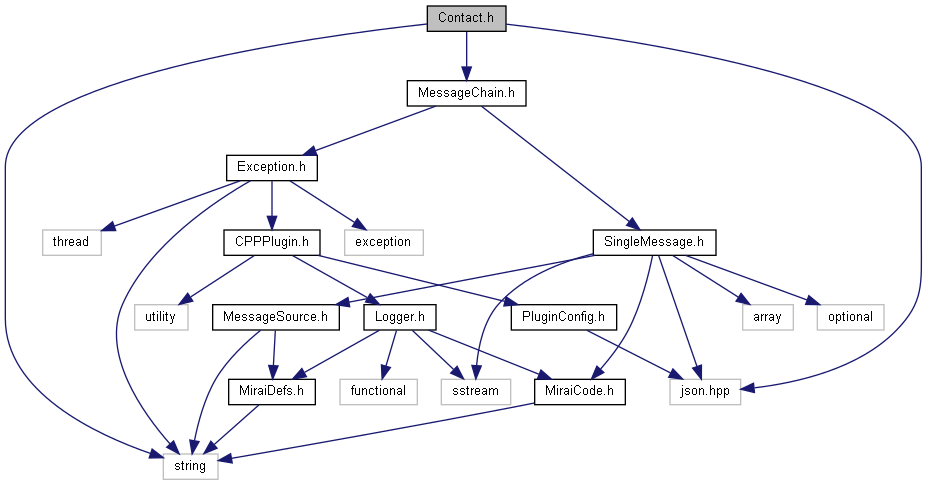 Contact.h
MessageChain.h
Exception.h
thread
CPPPlugin.h
exception
SingleMessage.h
utility
MessageSource.h
Logger.h
PluginConfig.h
array
optional
MiraiDefs.h
functional
sstream
MiraiCode.h
json.hpp
string